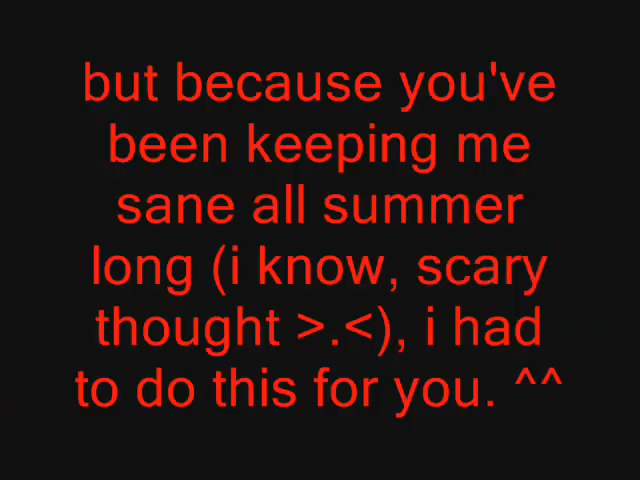 but because you've
been keeping me
sane all summer
long (i know, scary
thought >.<), i had
to do this for you. ^^